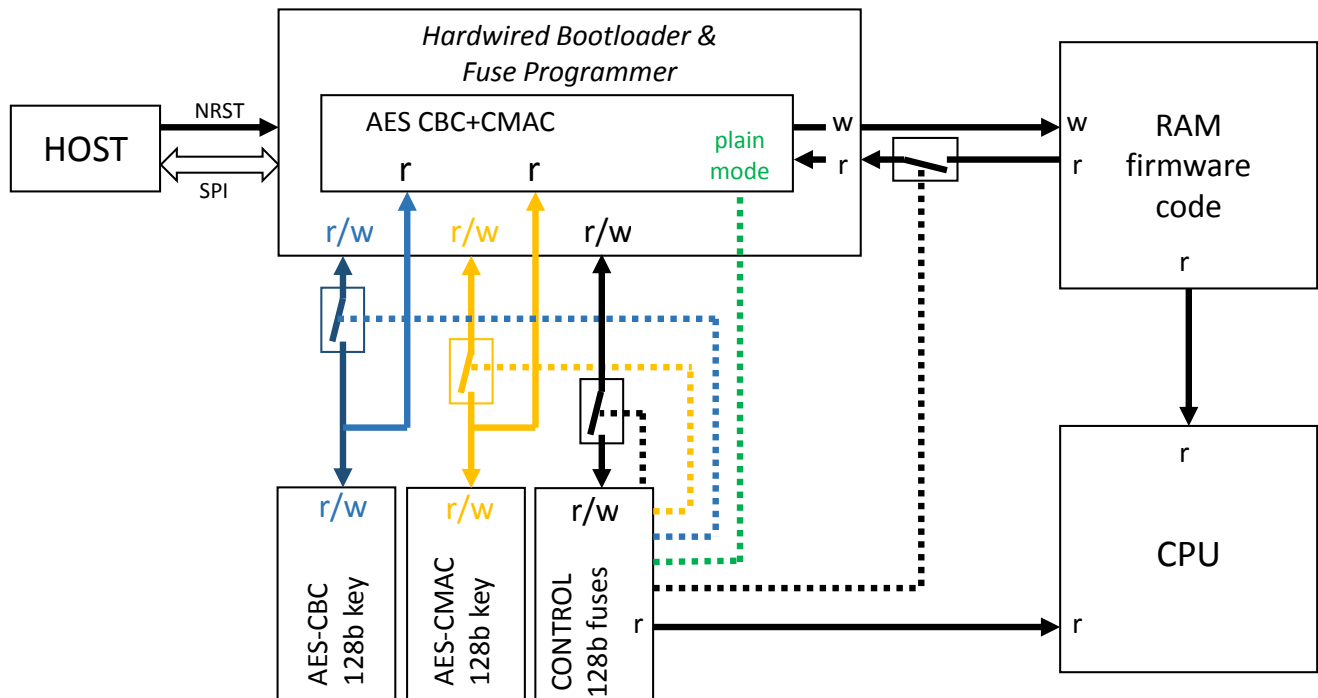 Hardwired Bootloader &
Fuse Programmer
HOST
NRST
SPI
AES CBC+CMAC
plain
mode
r
r
w
r
w
r
RAM
firmware
code
r
r/w
r/w
r/w
r/w
r/w
r/w
AES-CBC
128b key
AES-CMAC
128b key
CONTROL
128b fuses
r
r
CPU
r